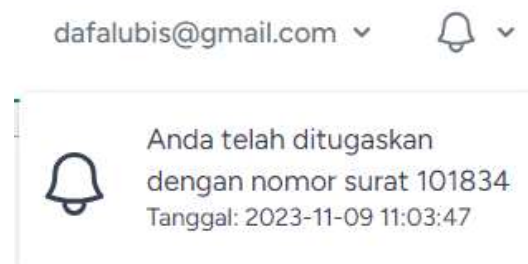 dafalubis@gmail.com
Anda telah ditugaskan
dengan nomor surat 101834
Tanggal: 2023-11-09 11:03:47